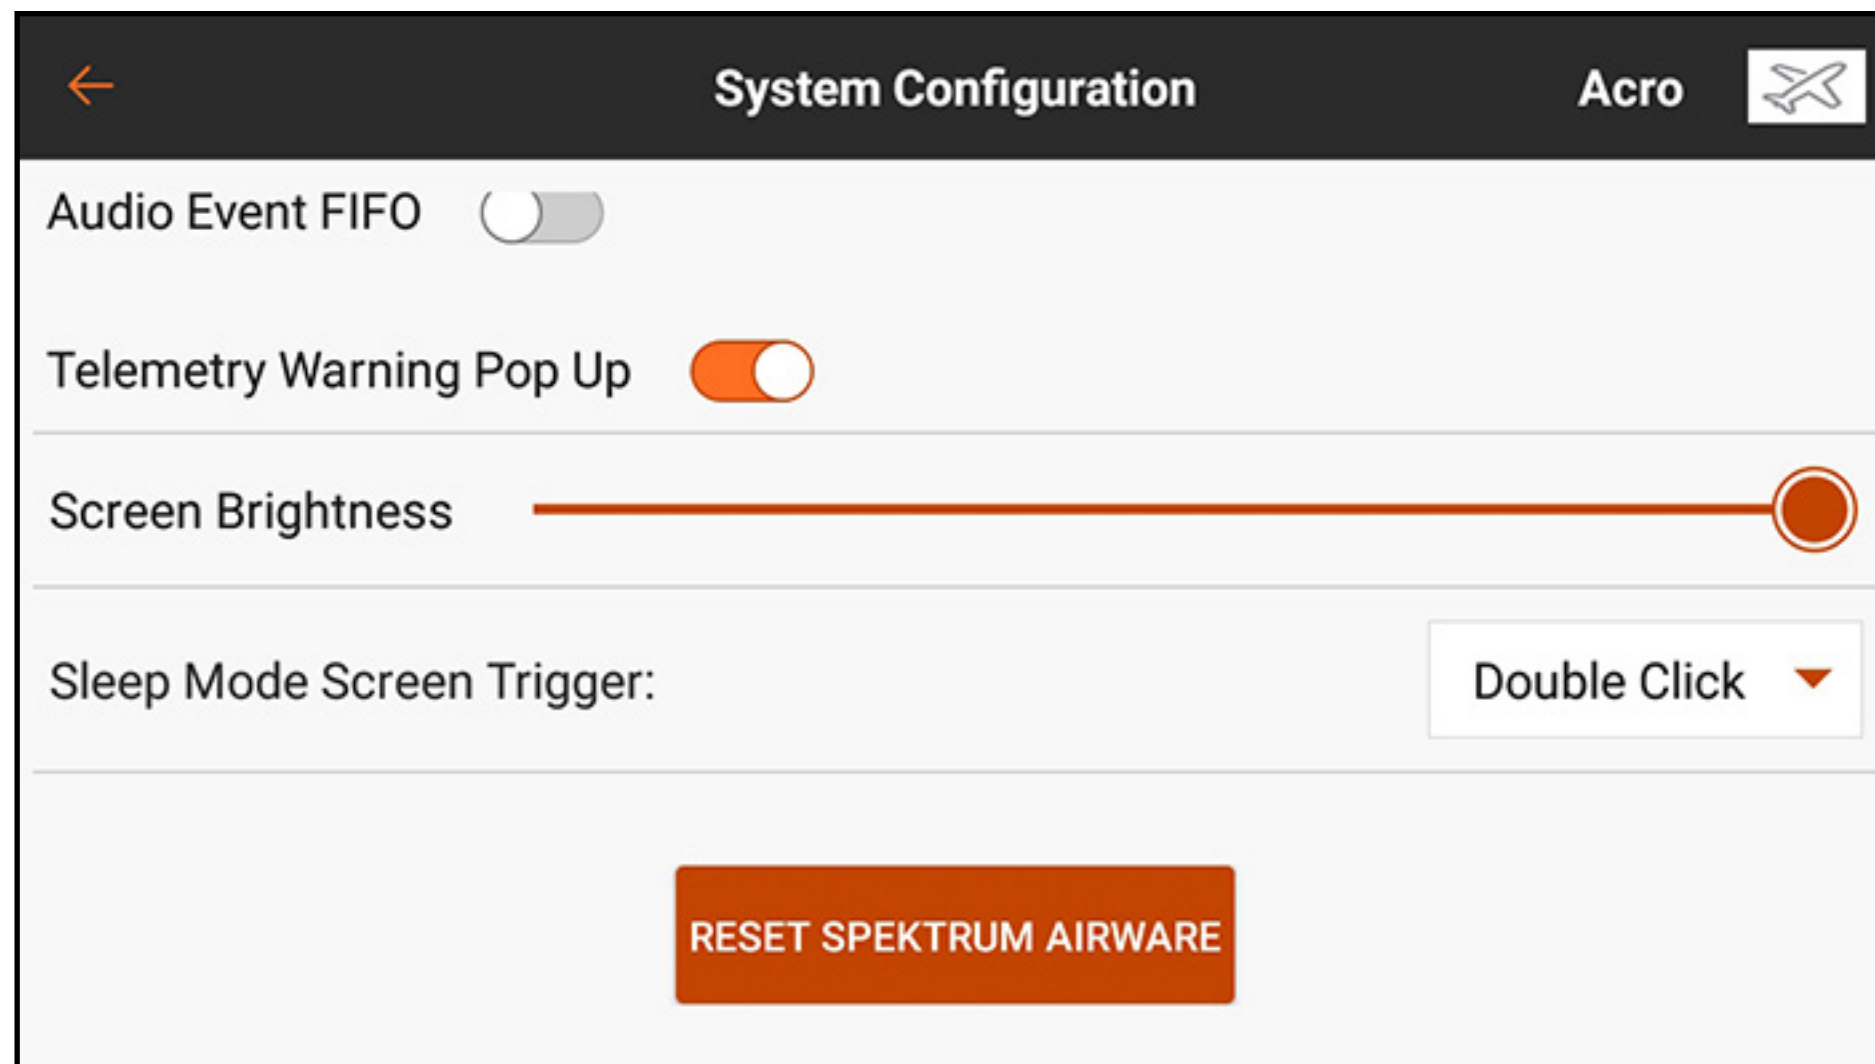 System Configuration Acro
Audio Event FIFO
Telemetry Warning Pop Up
Screen Brightness
Sleep Mode Screen Trigger: Double Click
RESET SPEKTRUM AIRWARE